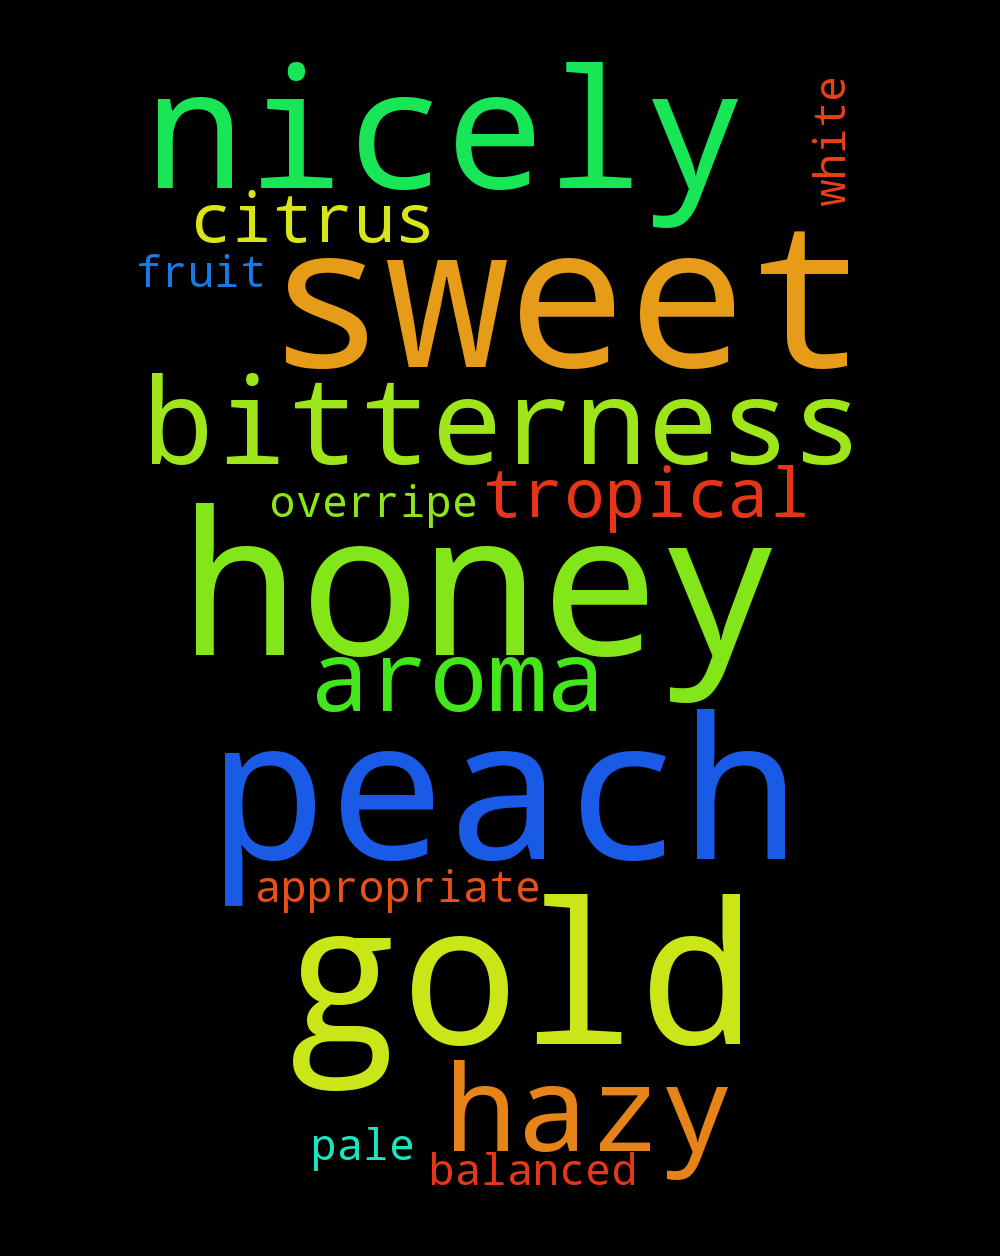 nicely
white
citrus
fruit
sweet
bitterness
tropical
overripe
honey
aroma
peach
appropriate
gold
hazy
pale
balanced